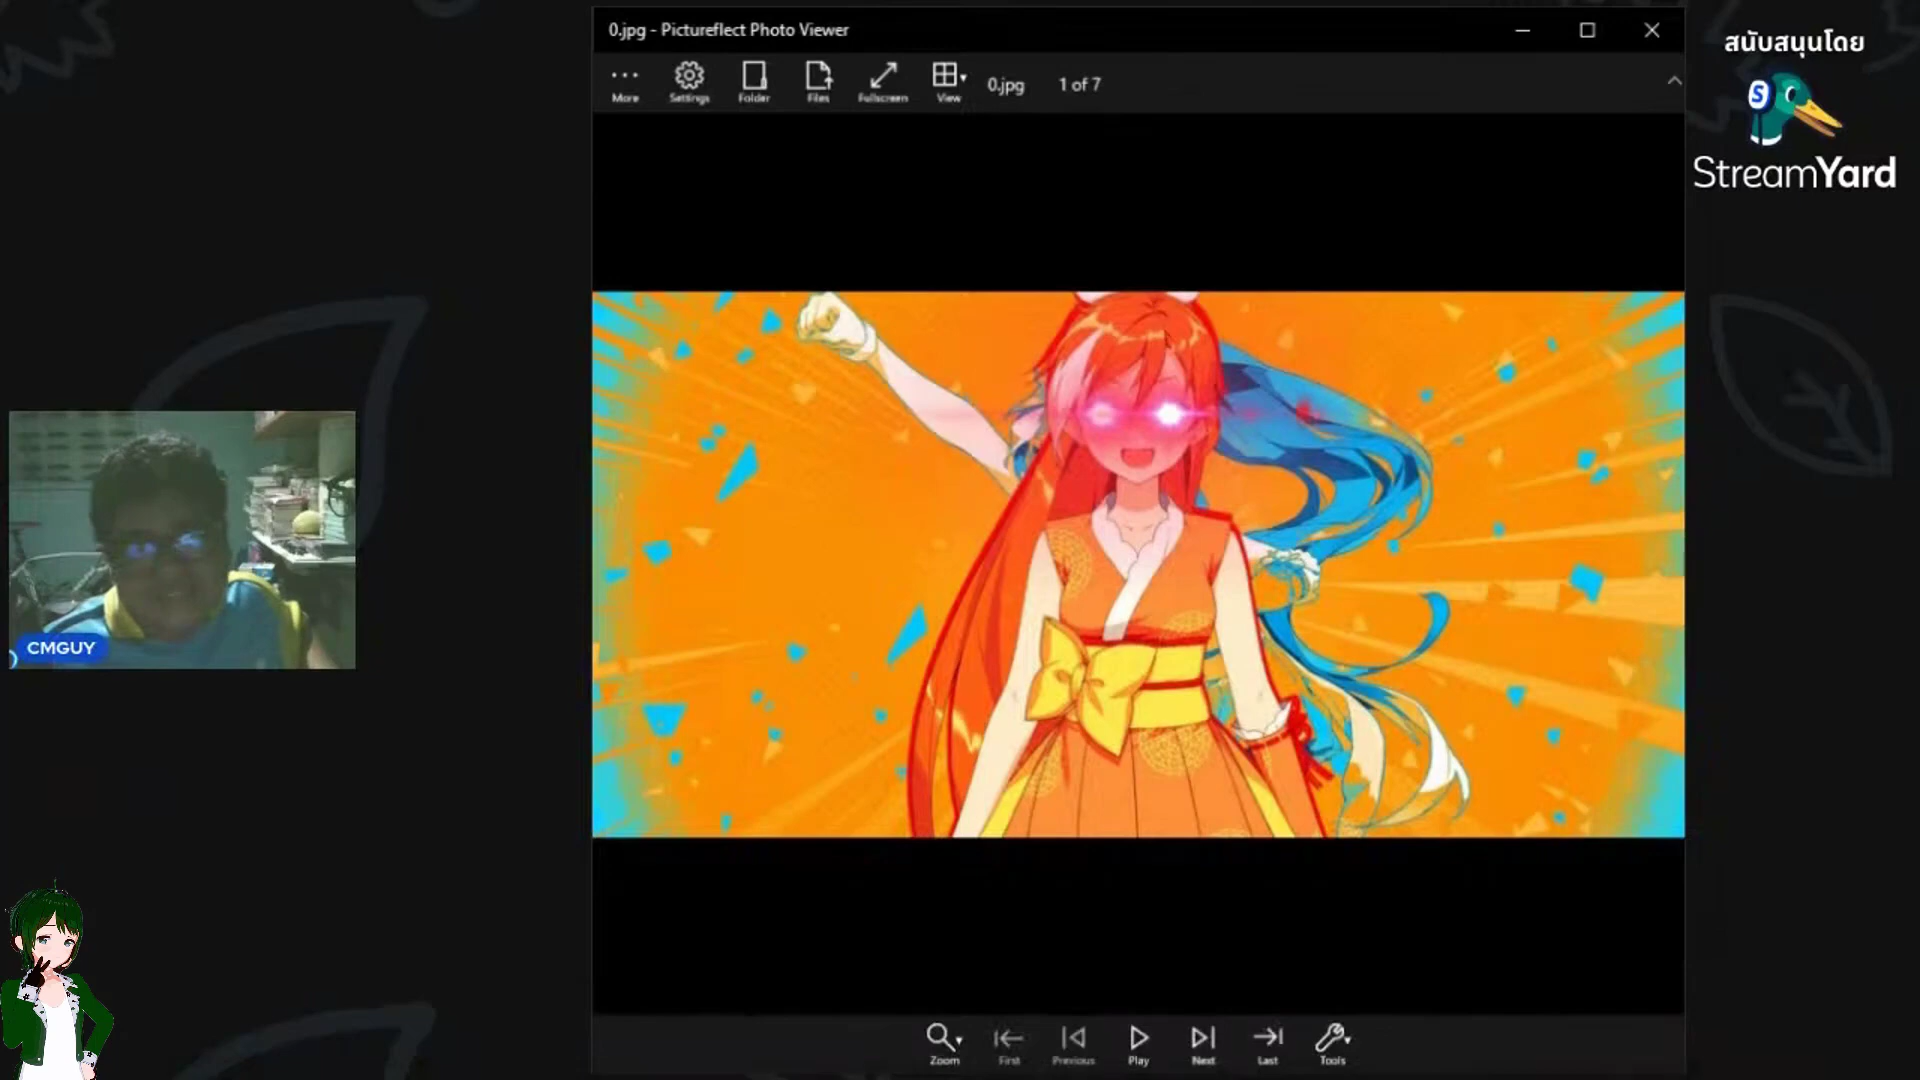 0.jpg - Pictureflect Photo Viewer
More
Settings
Folder
Files
Fullscreen
View
0.jpg
1 of 7
สนับสนุนโดย
S
StreamYard
CMGUY
Zoom
First
Previous
Play
Next
Last
Tools